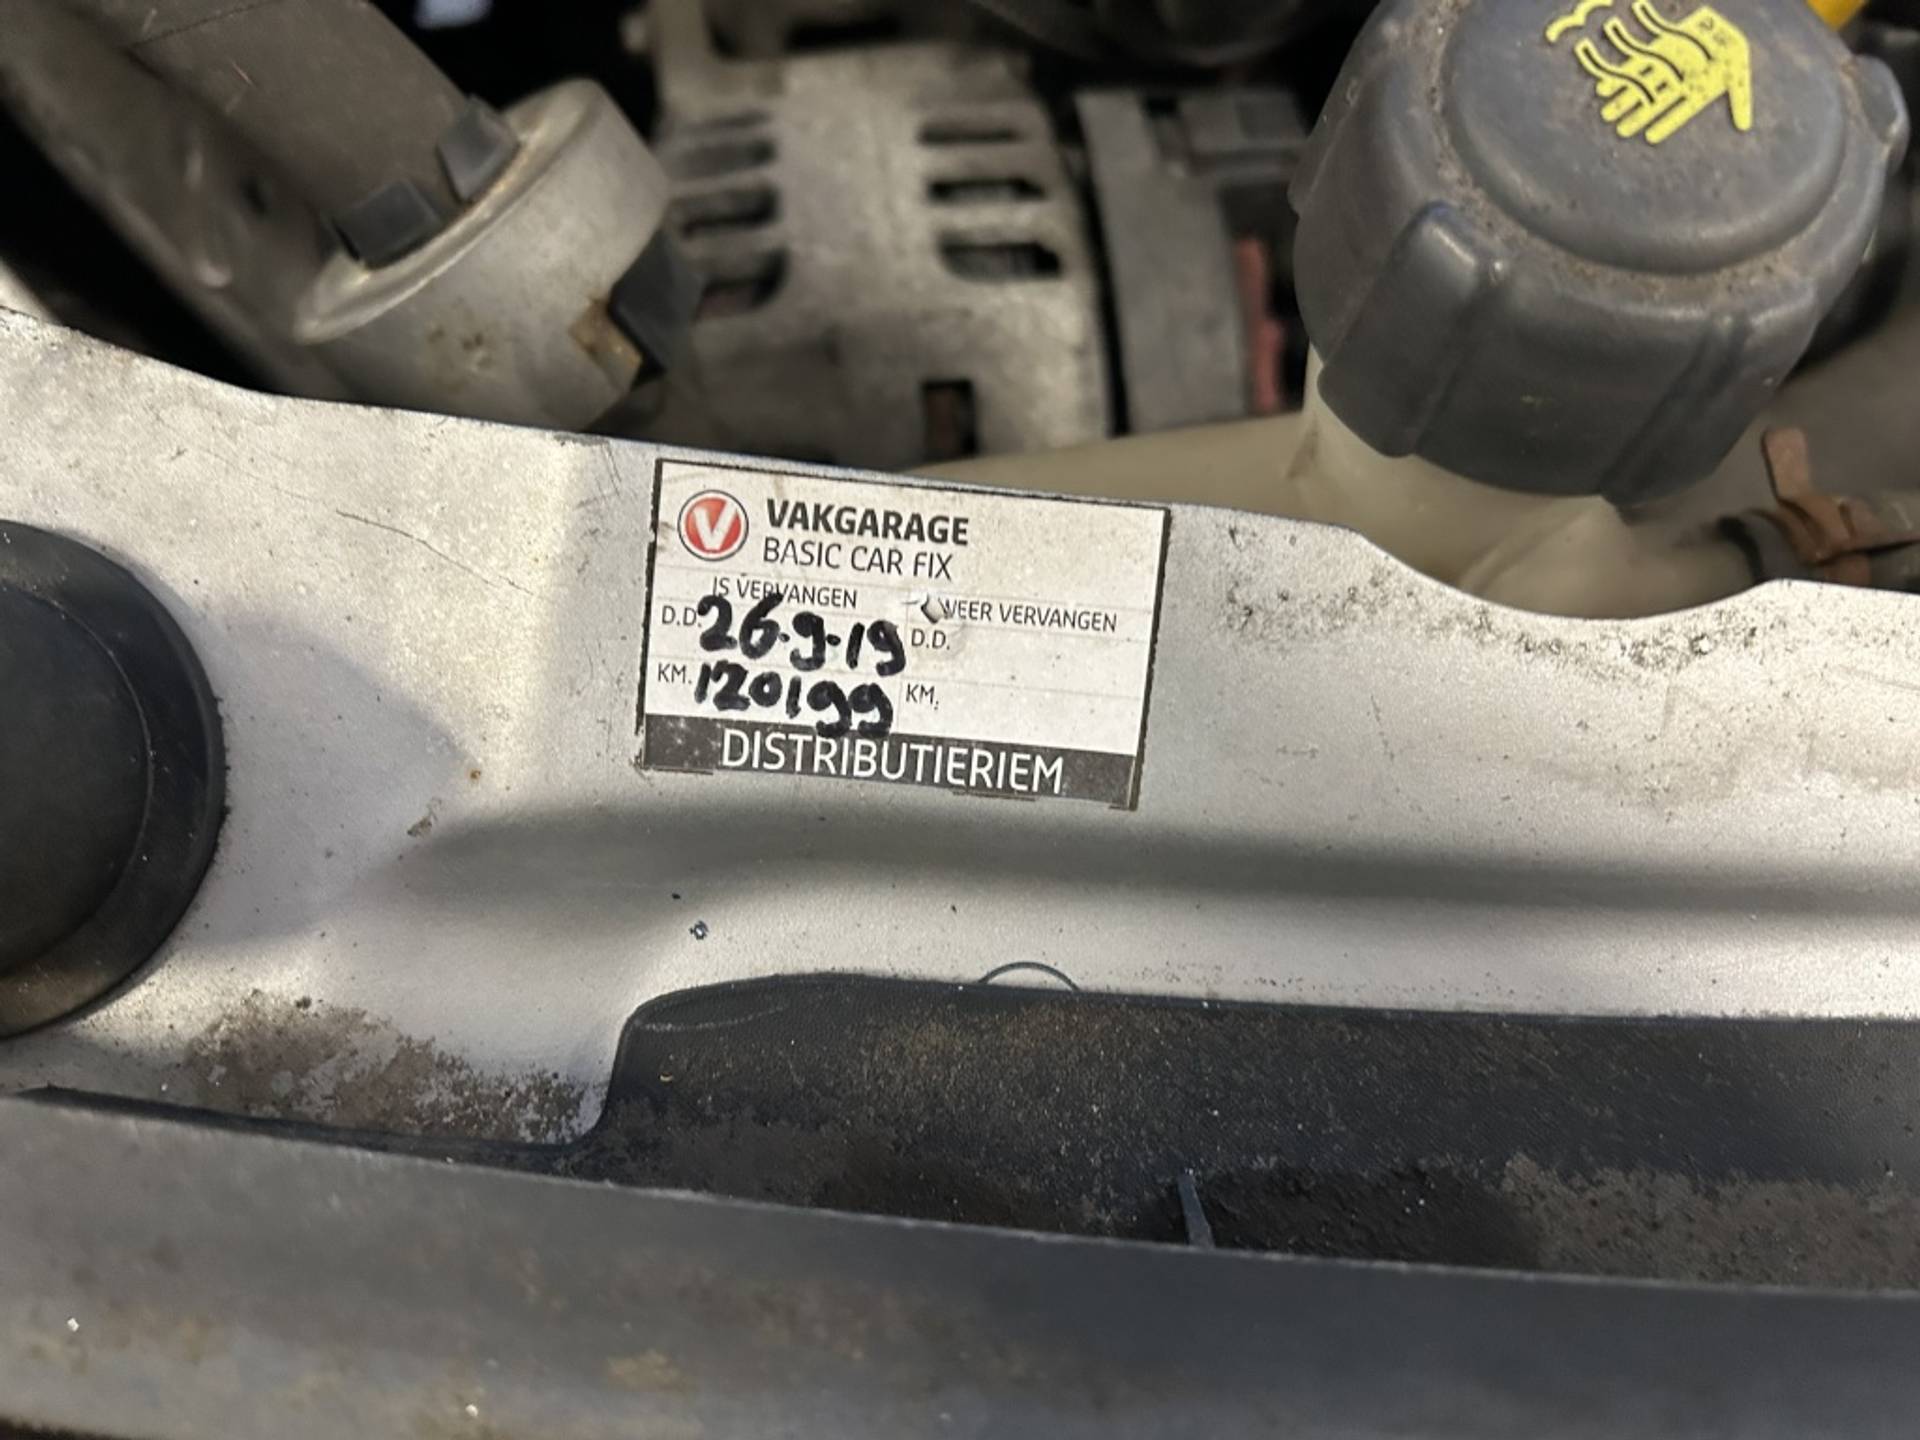 V VAKGARAGE
BASIC CAR FIX
IS VERVANGEN WEER VERVANGEN
D.D. 26-9-19 D.D.
KM. 120199 KM.
DISTRIBUTIERIEM